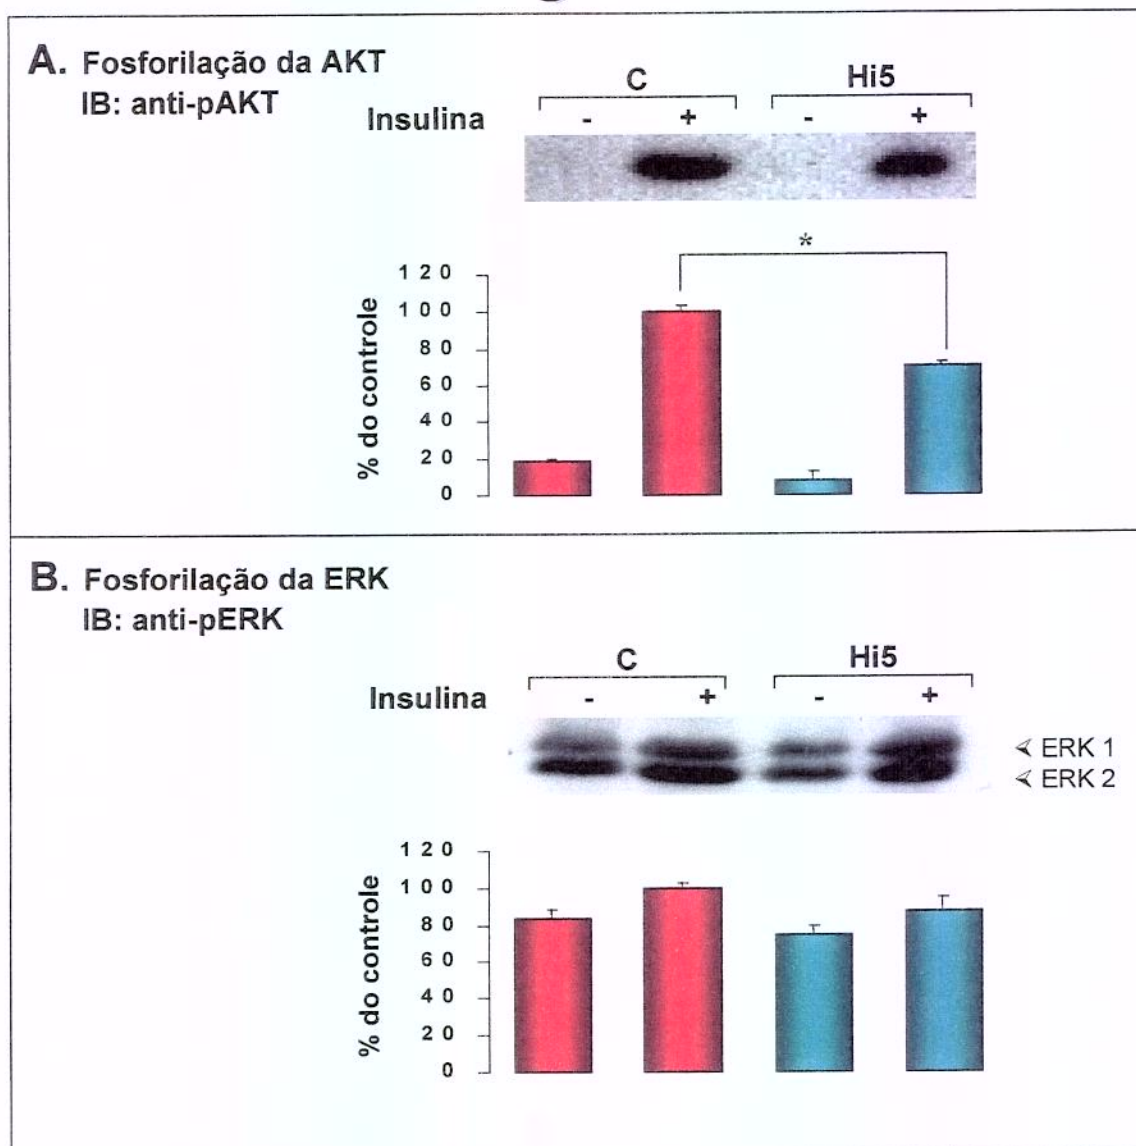 A. Fosforilação da AKT
IB: anti-pAKT
C Hi5
Insulina - + - +
*
% do controle
120
100
80
60
40
20
0
B. Fosforilação da ERK
IB: anti-pERK
C Hi5
Insulina - + - +
ERK 1
ERK 2
% do controle
120
100
80
60
40
20
0